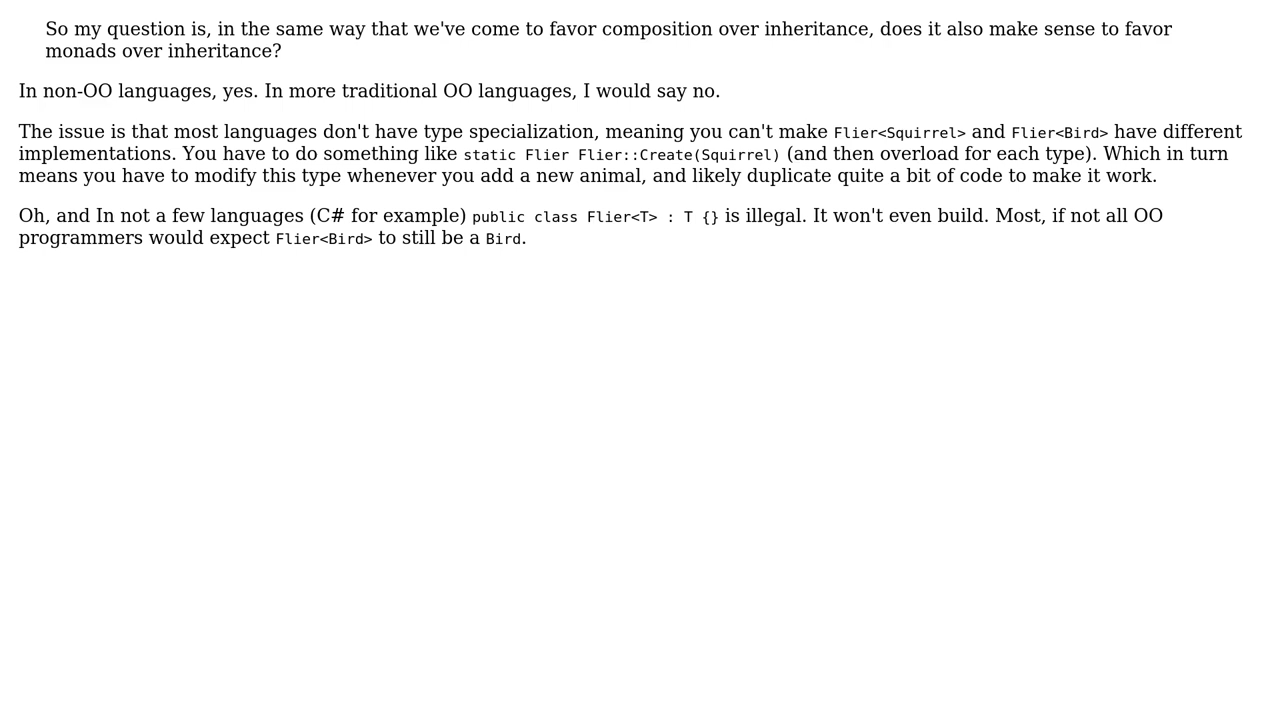 So my question is, in the same way that we've come to favor composition over inheritance, does it also make sense to favor
monads over inheritance?
In non-OO languages, yes. In more traditional OO languages, I would say no.
The issue is that most languages don't have type specialization, meaning you can't make Flier<Squirrel> and Flier<Bird> have different
implementations. You have to do something like static Flier Flier::Create(Squirrel) (and then overload for each type). Which in turn
means you have to modify this type whenever you add a new animal, and likely duplicate quite a bit of code to make it work.
Oh, and In not a few languages (C# for example) public class Flier<T> : T {} is illegal. It won't even build. Most, if not all OO
programmers would expect Flier<Bird> to still be a Bird.